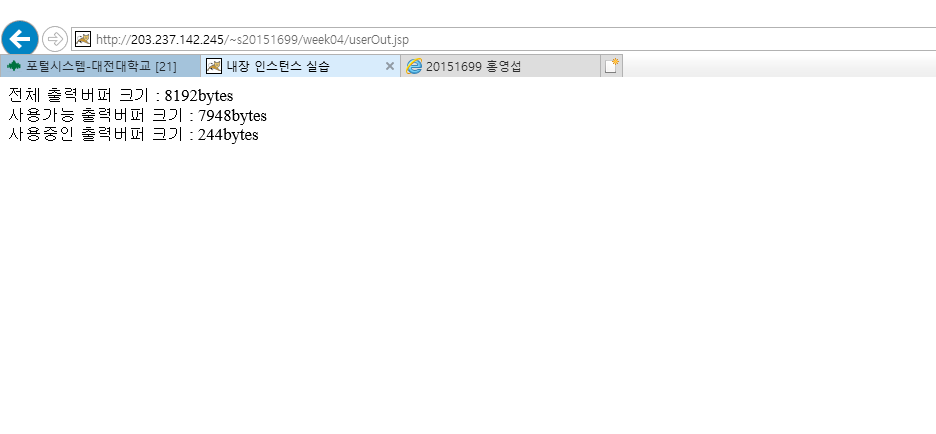 http://203.237.142.245/~s20151699/week04/userOut.jsp
포털시스템-대전대학교 [21]
내장 인스턴스 실습
20151699 홍영섭
전체 출력버퍼 크기 : 8192bytes
사용가능 출력버퍼 크기 : 7948bytes
사용중인 출력버퍼 크기 : 244bytes